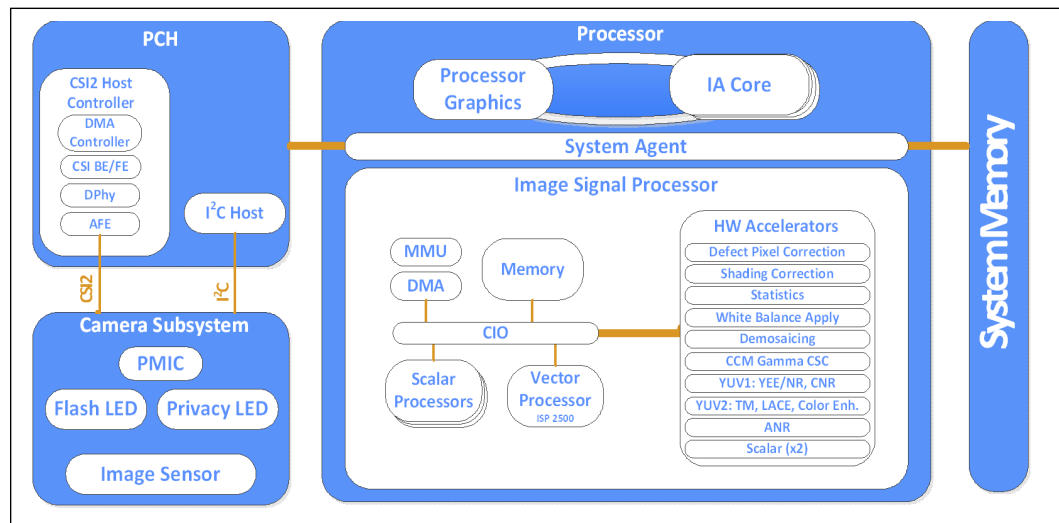 PCH
CSI2 Host
Controller
DMA
Controller
CSI BE/FE
DPhy
AFE
I²C Host
CSI2
I²C
Camera Subsystem
PMIC
Flash LED
Privacy LED
Image Sensor
Processor
Processor
Graphics
IA Core
System Agent
Image Signal Processor
MMU
DMA
Memory
CIO
Scalar
Processors
Vector
Processor
ISP 2500
HW Accelerators
Defect Pixel Correction
Shading Correction
Statistics
White Balance Apply
Demosaicing
CCM Gamma CSC
YUV1: YEE/NR, CNR
YUV2: TM, LACE, Color Enh.
ANR
Scalar (x2)
System Memory